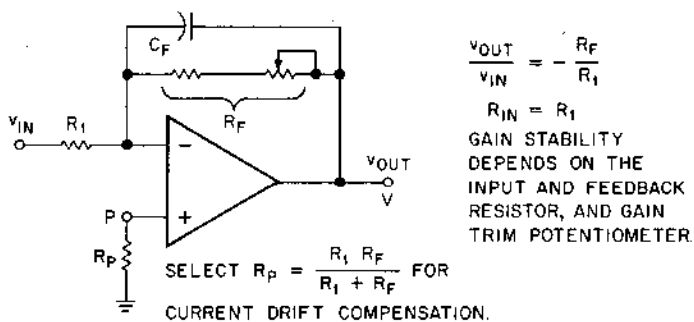 C_F
R_F
v_IN
R_1
−
+
v_OUT
V
P
R_P
v_OUT / v_IN = - R_F / R_1
R_IN = R_1
GAIN STABILITY
DEPENDS ON THE
INPUT AND FEEDBACK
RESISTOR, AND GAIN
TRIM POTENTIOMETER.
SELECT R_P = R_1 R_F / R_1 + R_F FOR
CURRENT DRIFT COMPENSATION.